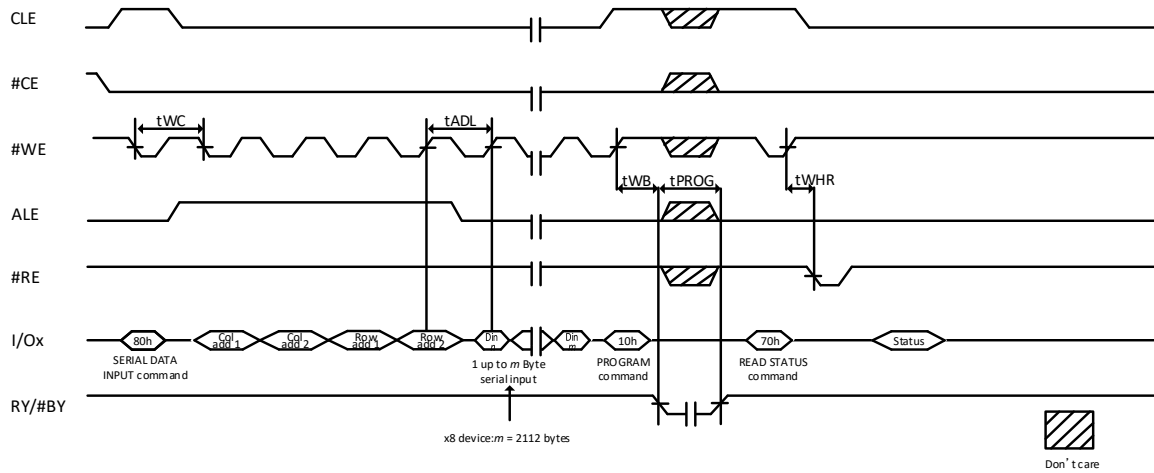 CLE
#CE
tWC
tADL
#WE
tWB
tPROG
tWHR
ALE
#RE
I/Ox
80h
Col
add 1
Col
add 2
Row
add 1
Row
add 2
Din
n
Din
m
10h
70h
Status
SERIAL DATA
INPUT command
1 up to m Byte
serial input
PROGRAM
command
READ STATUS
command
RY/#BY
x8 device:m = 2112 bytes
Don't care